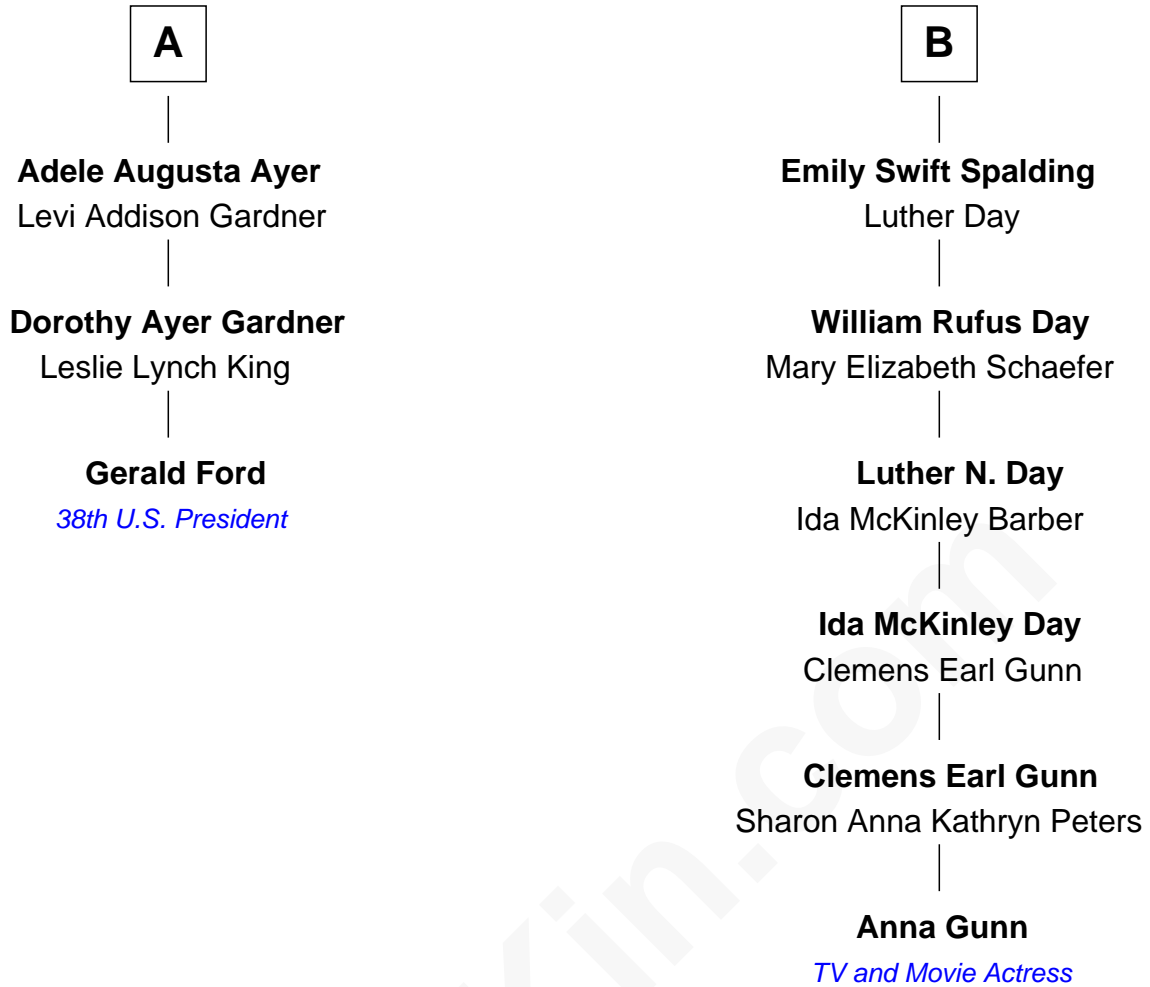 A
Adele Augusta Ayer
Levi Addison Gardner
Dorothy Ayer Gardner
Leslie Lynch King
Gerald Ford
38th U.S. President
B
Emily Swift Spalding
Luther Day
William Rufus Day
Mary Elizabeth Schaefer
Luther N. Day
Ida McKinley Barber
Ida McKinley Day
Clemens Earl Gunn
Clemens Earl Gunn
Sharon Anna Kathryn Peters
Anna Gunn
TV and Movie Actress
Kin.com